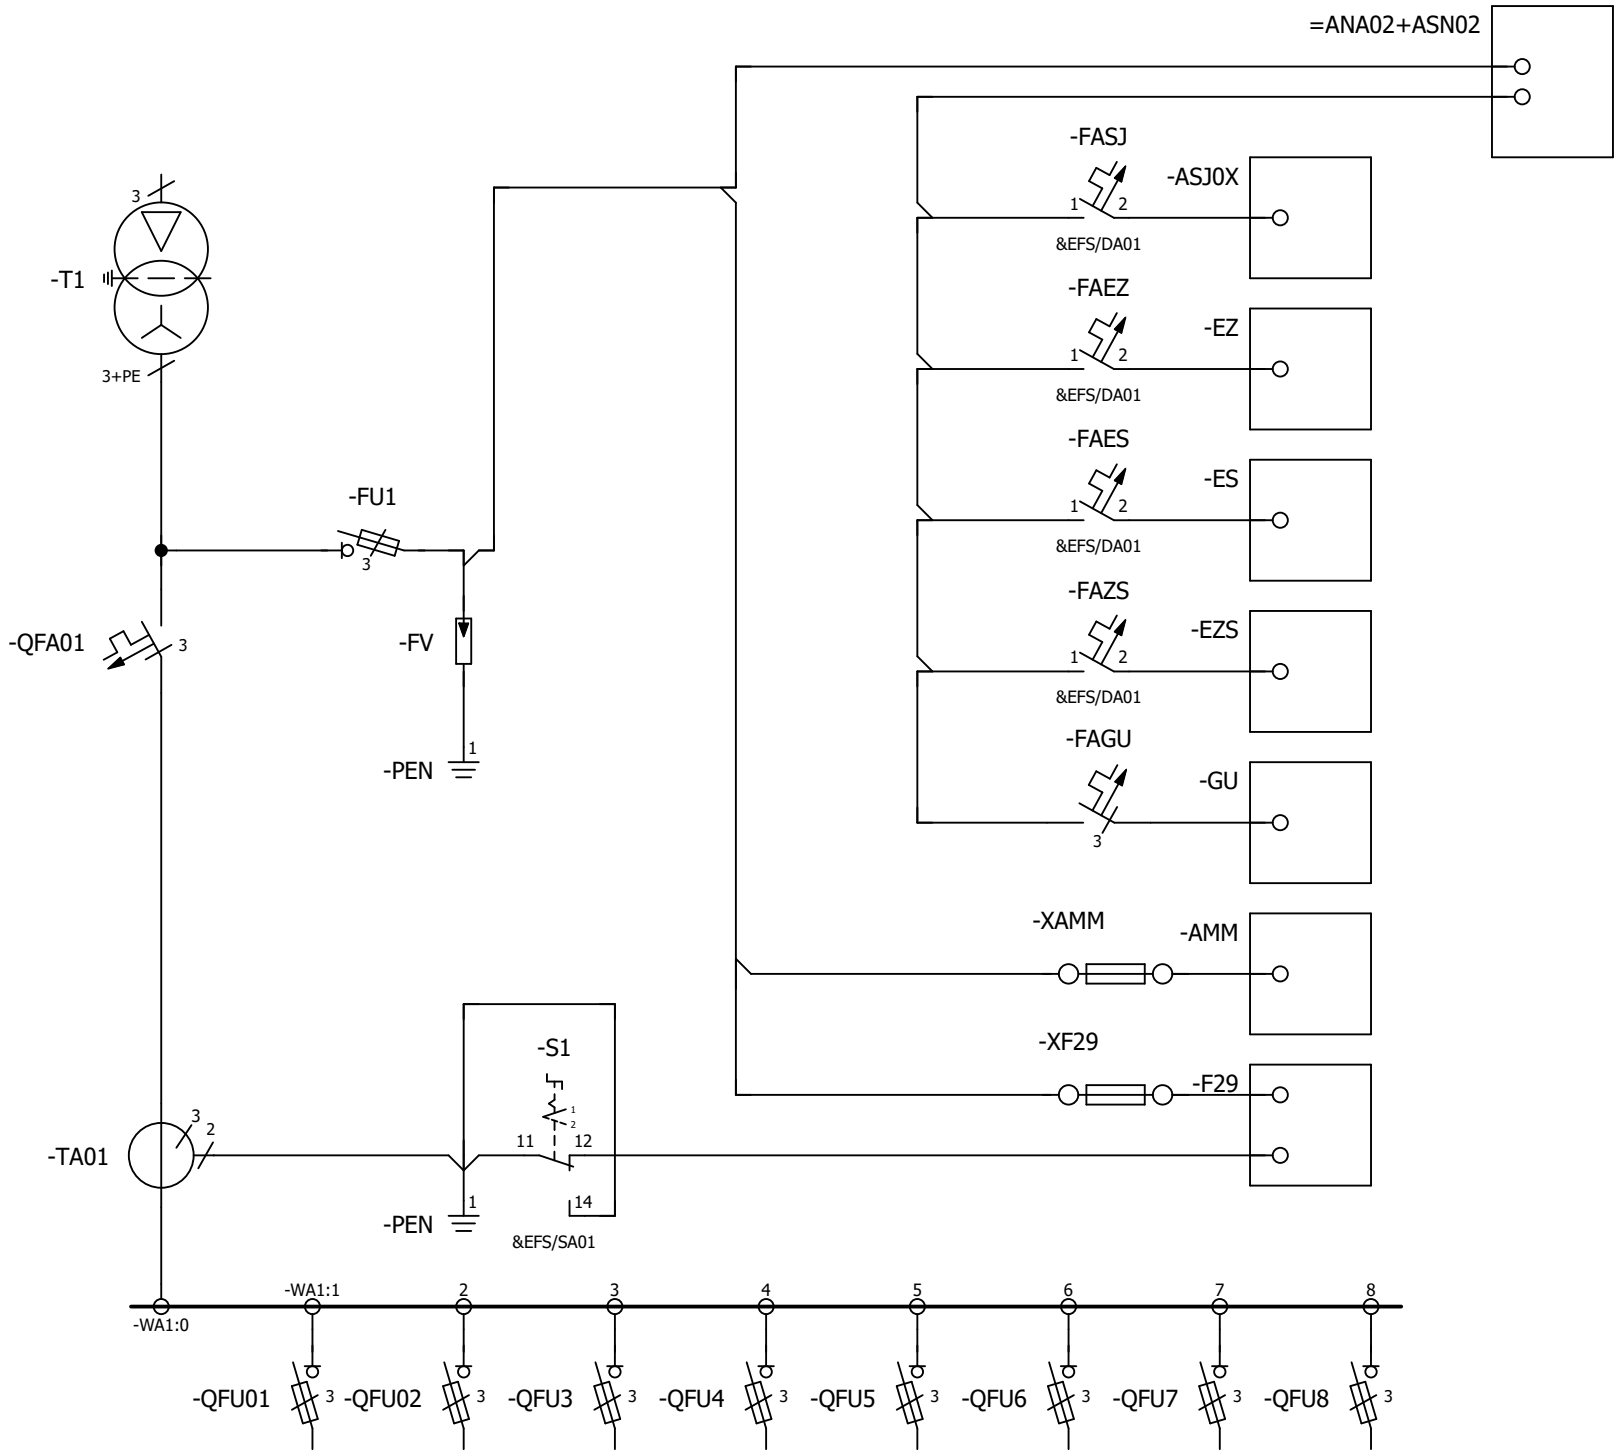 =ANA02+ASN02
-FASJ
-ASJ0X
1 2
&EFS/DA01
3
-T1
3+PE
-FAEZ
-EZ
1 2
&EFS/DA01
-FAES
-ES
1 2
&EFS/DA01
-FU1
3
-FAZS
-EZS
1 2
&EFS/DA01
-QFA01
3
-FV
-FAGU
-GU
3
1
-PEN
-XAMM
-AMM
-XF29
-F29
-S1
1
2
11 12
14
3
2
-TA01
1
-PEN
&EFS/SA01
-WA1:1 2 3 4 5 6 7 8
-WA1:0
-QFU01 3 -QFU02 3 -QFU3 3 -QFU4 3 -QFU5 3 -QFU6 3 -QFU7 3 -QFU8 3